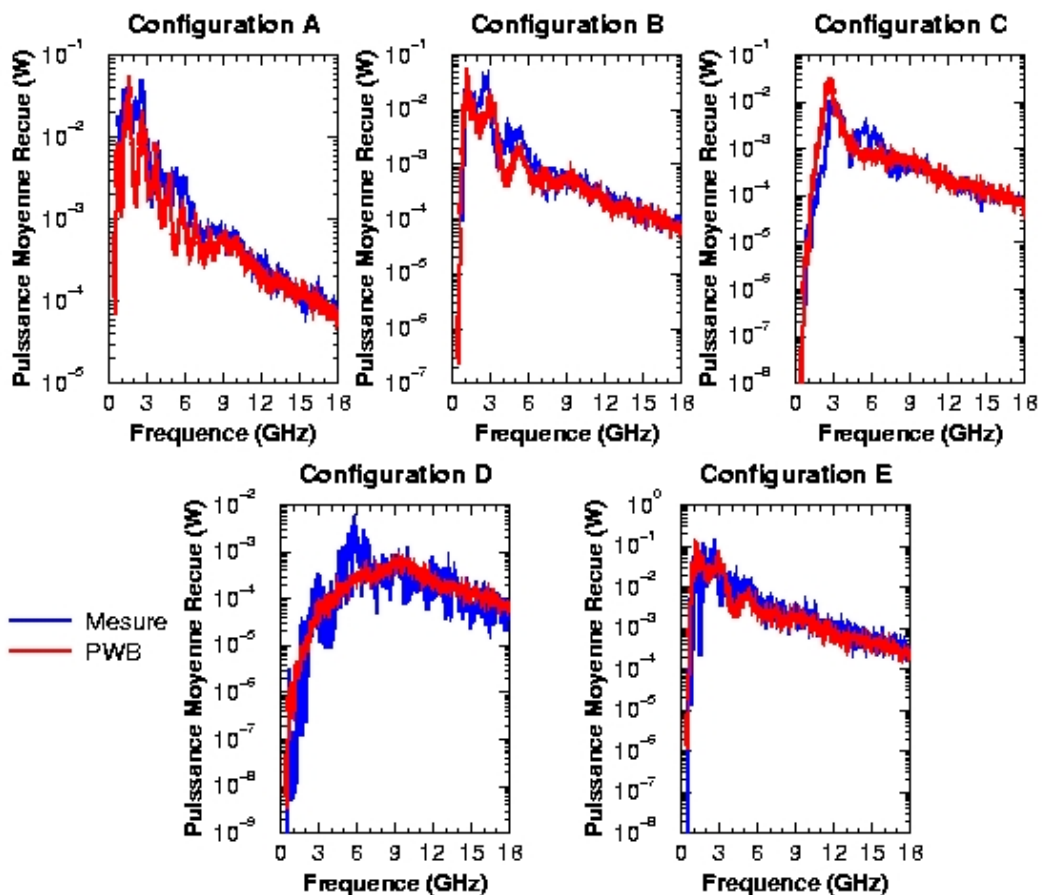 Configuration A
Configuration B
Configuration C
Pulssance Moyenne Recue (W)
10⁻¹
10⁻²
10⁻³
10⁻⁴
10⁻⁵
0 3 6 9 12 15 18
Frequence (GHz)
Pulssance Moyenne Recue (W)
10⁻¹
10⁻²
10⁻³
10⁻⁴
10⁻⁵
10⁻⁶
10⁻⁷
0 3 6 9 12 15 18
Frequence (GHz)
Pulssance Moyenne Recue (W)
10⁻¹
10⁻²
10⁻³
10⁻⁴
10⁻⁵
10⁻⁶
10⁻⁷
10⁻⁸
0 3 6 9 12 15 18
Frequence (GHz)
Configuration D
Configuration E
Mesure
PWB
Pulssance Moyenne Recue (W)
10⁻²
10⁻³
10⁻⁴
10⁻⁵
10⁻⁶
10⁻⁷
10⁻⁸
10⁻⁹
0 3 6 9 12 15 18
Frequence (GHz)
Pulssance Moyenne Recue (W)
10⁰
10⁻¹
10⁻²
10⁻³
10⁻⁴
10⁻⁵
10⁻⁶
10⁻⁷
10⁻⁸
0 3 6 9 12 15 18
Frequence (GHz)